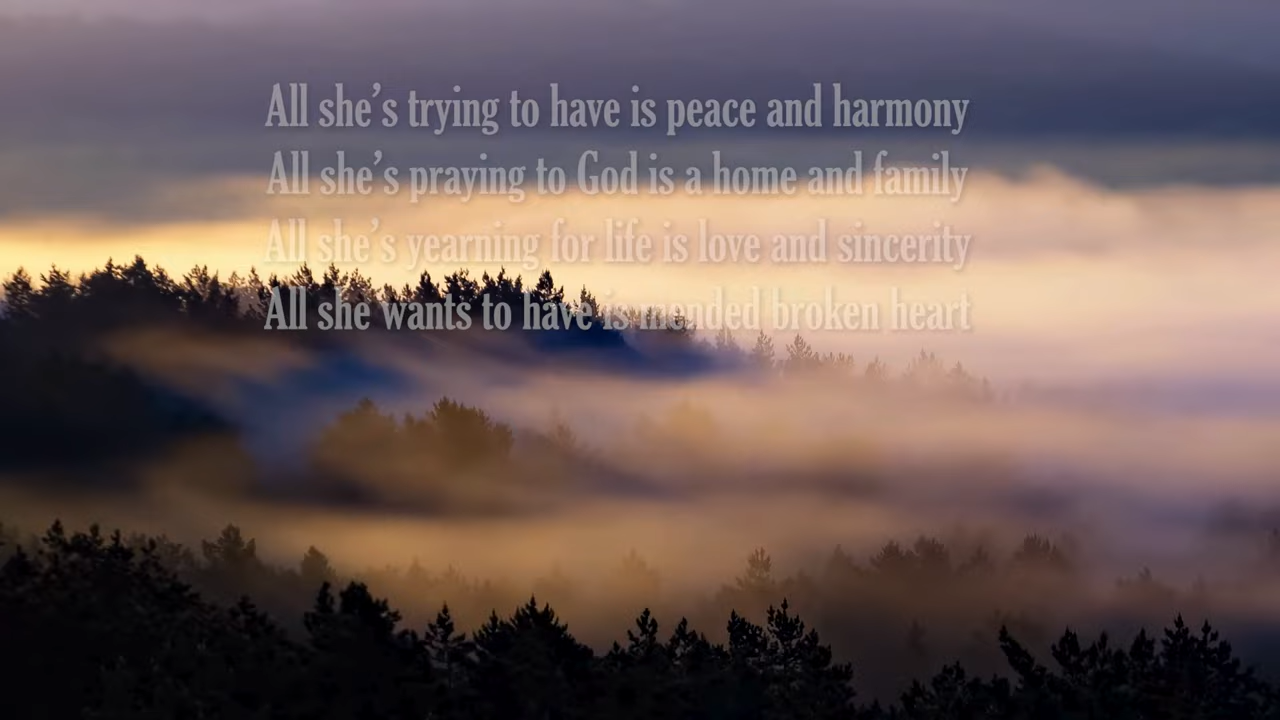 All she’s trying to have is peace and harmony
All she’s praying to God is a home and family
All she’s yearning for life is love and sincerity
All she wants to have is mended broken heart